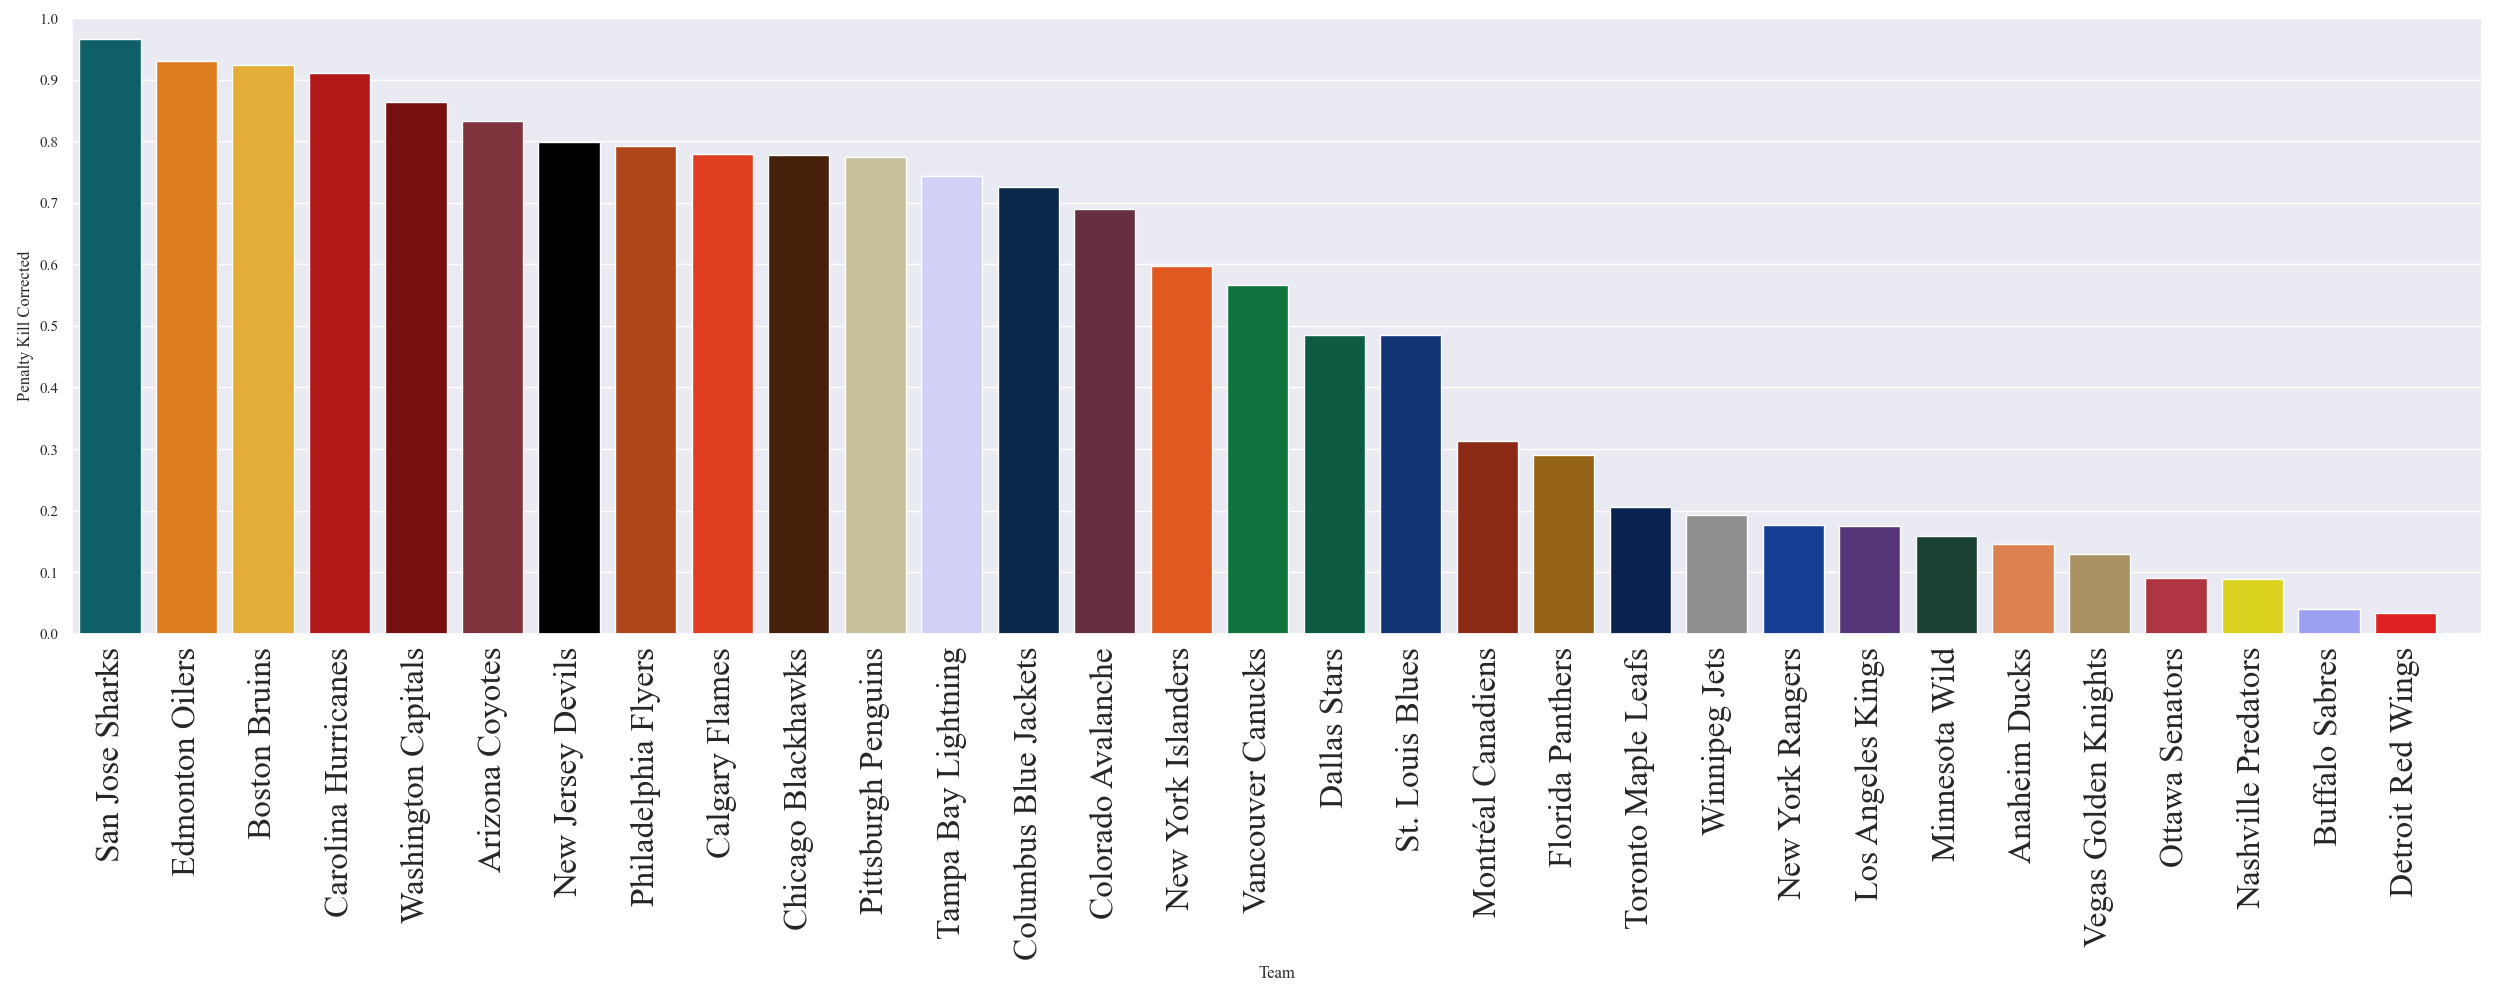 1.0
0.9
0.8
0.7
0.6
0.5
0.4
0.3
0.2
0.1
0.0
Penalty Kill Corrected
San Jose Sharks
Edmonton Oilers
Boston Bruins
Carolina Hurricanes
Washington Capitals
Arizona Coyotes
New Jersey Devils
Philadelphia Flyers
Calgary Flames
Chicago Blackhawks
Pittsburgh Penguins
Tampa Bay Lightning
Columbus Blue Jackets
Colorado Avalanche
New York Islanders
Vancouver Canucks
Dallas Stars
St. Louis Blues
Montréal Canadiens
Florida Panthers
Toronto Maple Leafs
Winnipeg Jets
New York Rangers
Los Angeles Kings
Minnesota Wild
Anaheim Ducks
Vegas Golden Knights
Ottawa Senators
Nashville Predators
Buffalo Sabres
Detroit Red Wings
Team